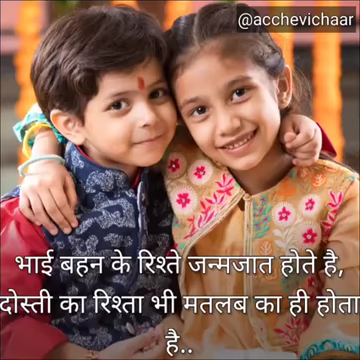 @acchevichaar
भाई बहन के रिश्ते जन्मजात होते है,
दोस्ती का रिश्ता भी मतलब का ही होता
है..